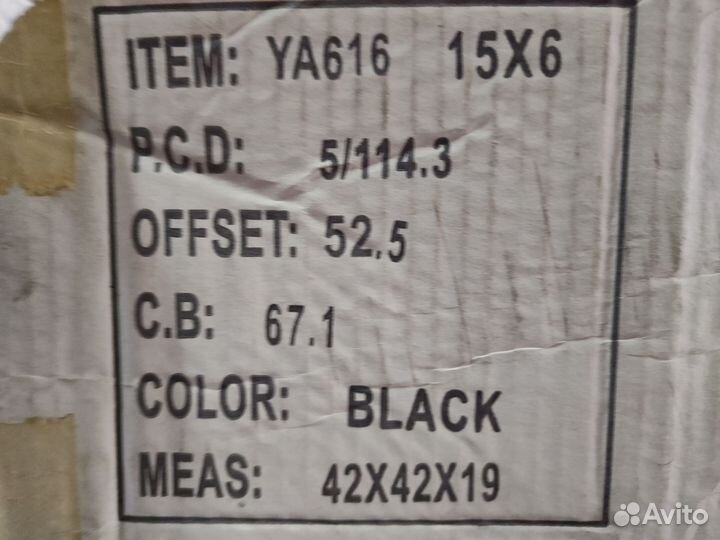 ITEM: YA616 15X6
P.C.D: 5/114.3
OFFSET: 52.5
C.B: 67.1
COLOR: BLACK
MEAS: 42X42X19
Avito